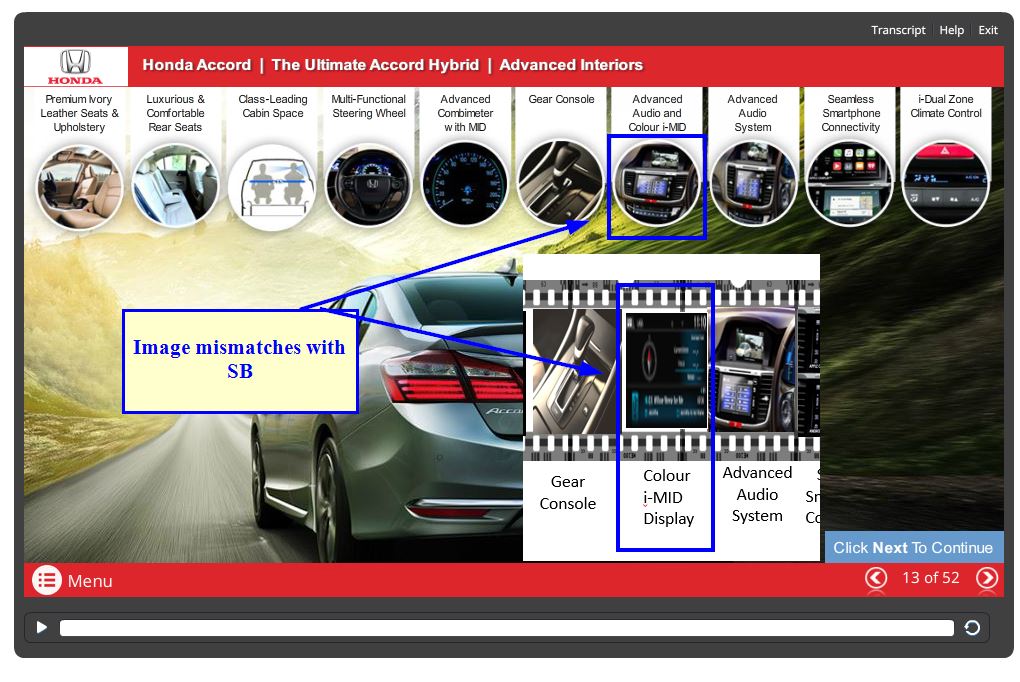 Transcript Help Exit
HONDA
Honda Accord | The Ultimate Accord Hybrid | Advanced Interiors
Premium Ivory
Leather Seats &
Upholstery
Luxurious &
Comfortable
Rear Seats
Class-Leading
Cabin Space
Multi-Functional
Steering Wheel
Advanced
Combimeter
with MID
Gear Console
Advanced
Audio and
Colour i-MID
Advanced
Audio
System
Seamless
Smartphone
Connectivity
i-Dual Zone
Climate Control
Image mismatches with
SB
Gear
Console
Colour
i-MID
Display
Advanced
Audio
System
Click Next To Continue
Menu
13 of 52